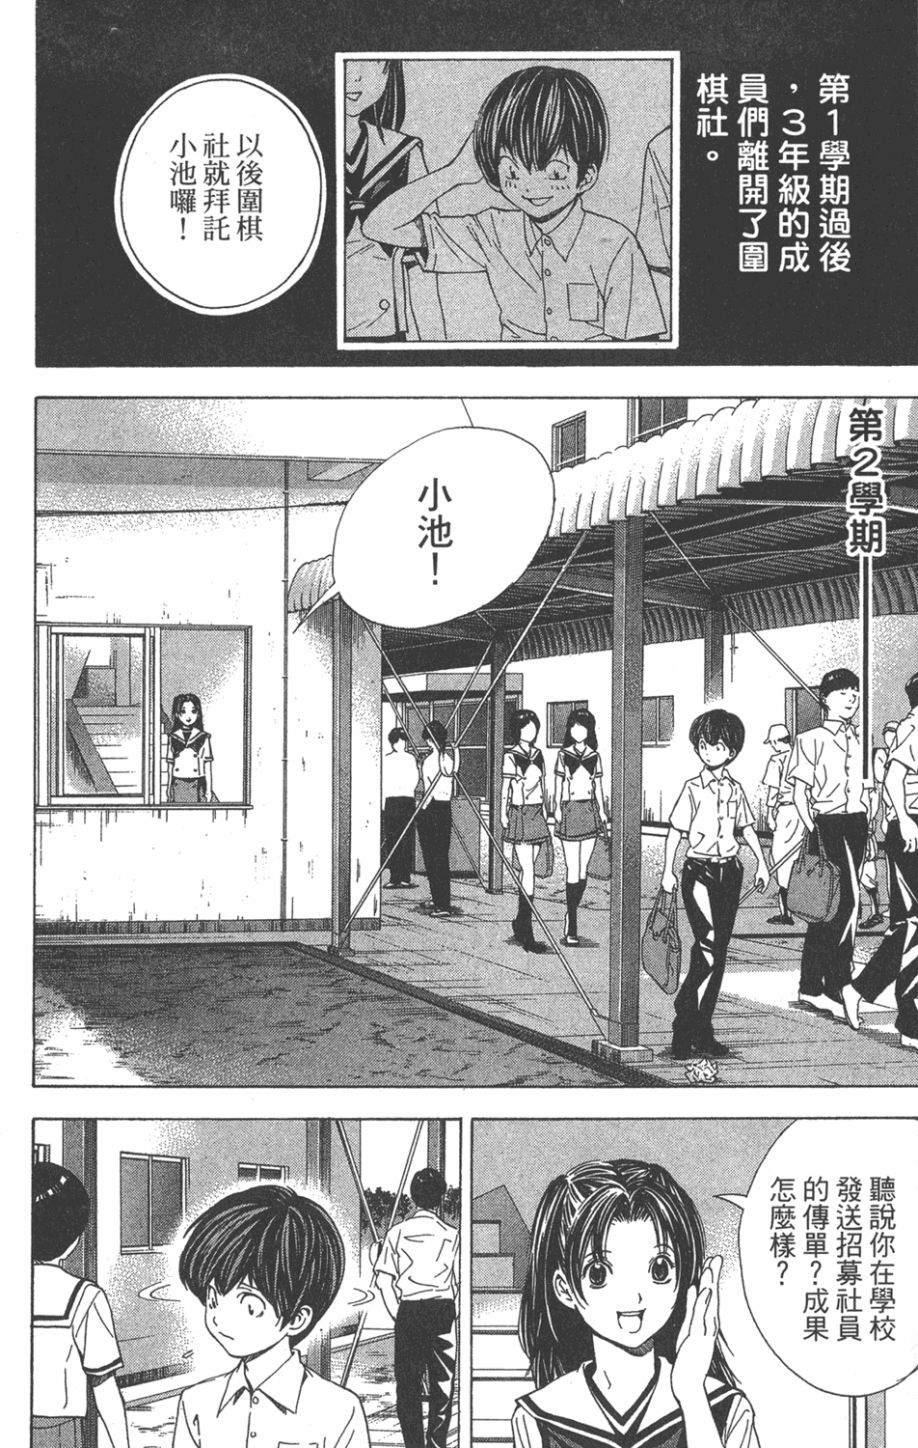 第1學期過後
，3年級的成
員們離開了圍
棋社。
以後圍棋
社就拜託
小池囉！
第2學期
小池！
聽說你在學校
發送招募社員
的傳單？成果
怎麼樣？